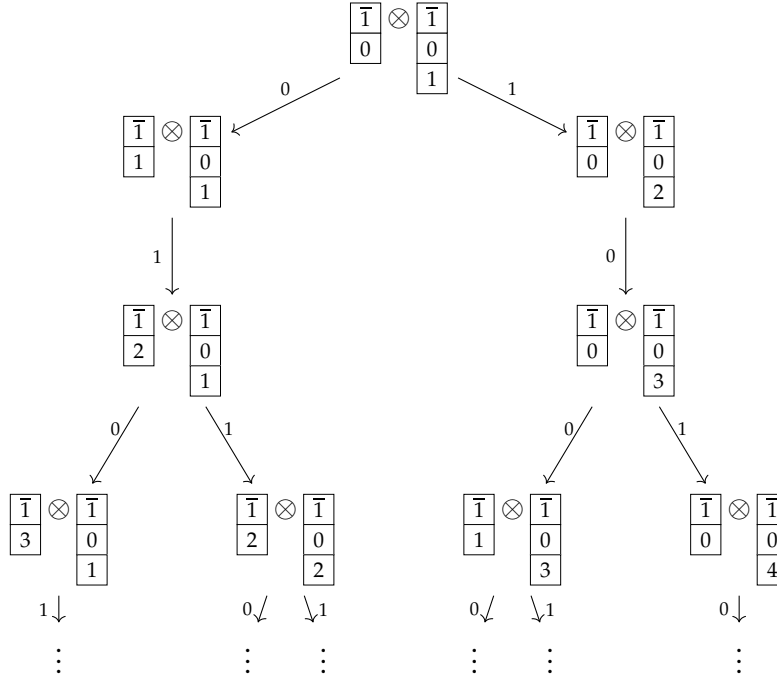 1̅ ⊗ 1̅
0 0
1
0 1
1̅ ⊗ 1̅ 1̅ ⊗ 1̅
1 0 0 0
1 2
1 0
1̅ ⊗ 1̅ 1̅ ⊗ 1̅
2 0 0 0
1 3
0 1 0 1
1̅ ⊗ 1̅ 1̅ ⊗ 1̅ 1̅ ⊗ 1̅ 1̅ ⊗ 1̅
3 0 2 0 1 0 0 0
1 2 3 4
1 0 1 0 1 0
⋮ ⋮ ⋮ ⋮ ⋮ ⋮